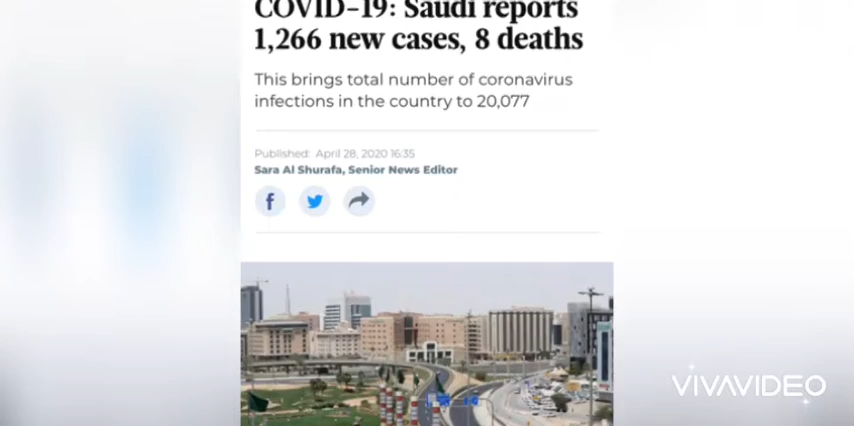 COVID-19: Saudi reports
1,266 new cases, 8 deaths
This brings total number of coronavirus
infections in the country to 20,077
Published: April 28, 2020 16:35
Sara Al Shurafa, Senior News Editor
VIVAVIDEO